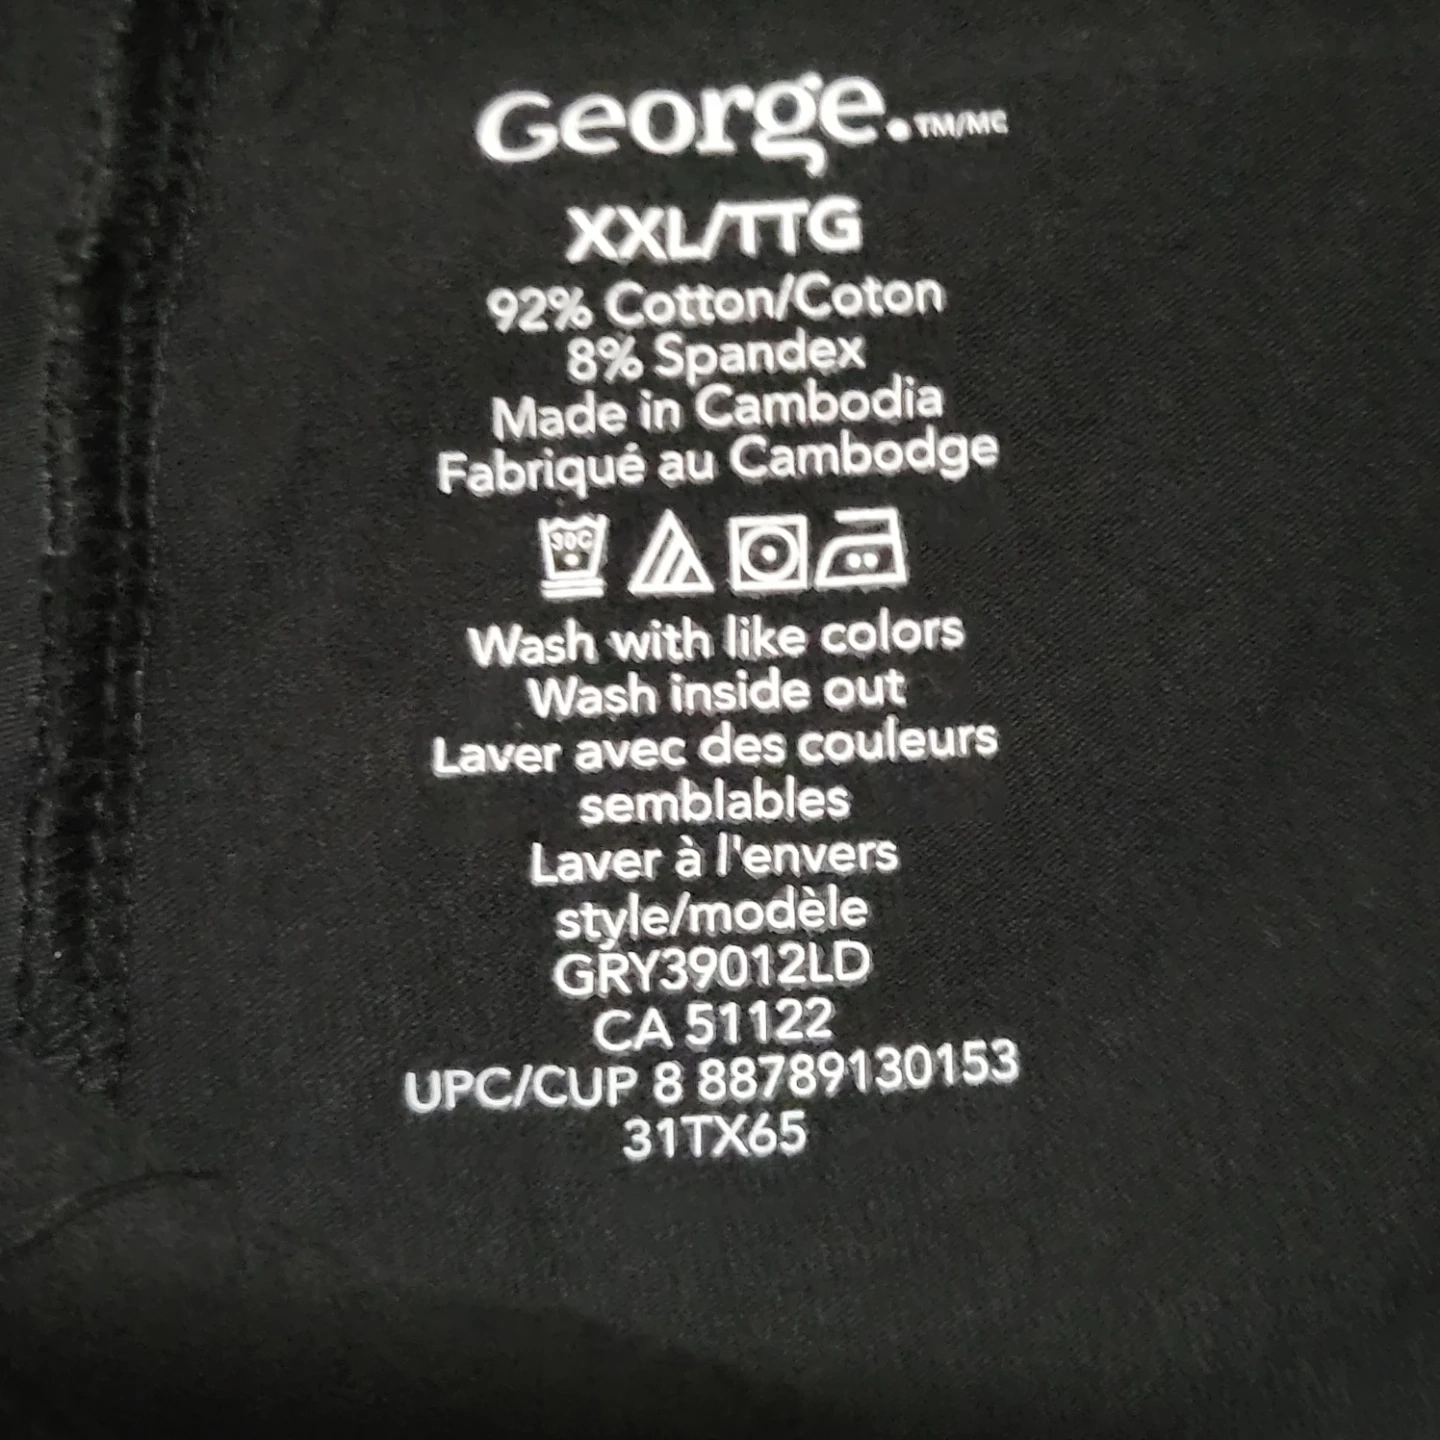 George.TM/MC
XXL/TTG
92% Cotton/Coton
8% Spandex
Made in Cambodia
Fabriqué au Cambodge
30C
Wash with like colors
Wash inside out
Laver avec des couleurs
semblables
Laver à l'envers
style/modèle
GRY39012LD
CA 51122
UPC/CUP 8 88789130153
31TX65